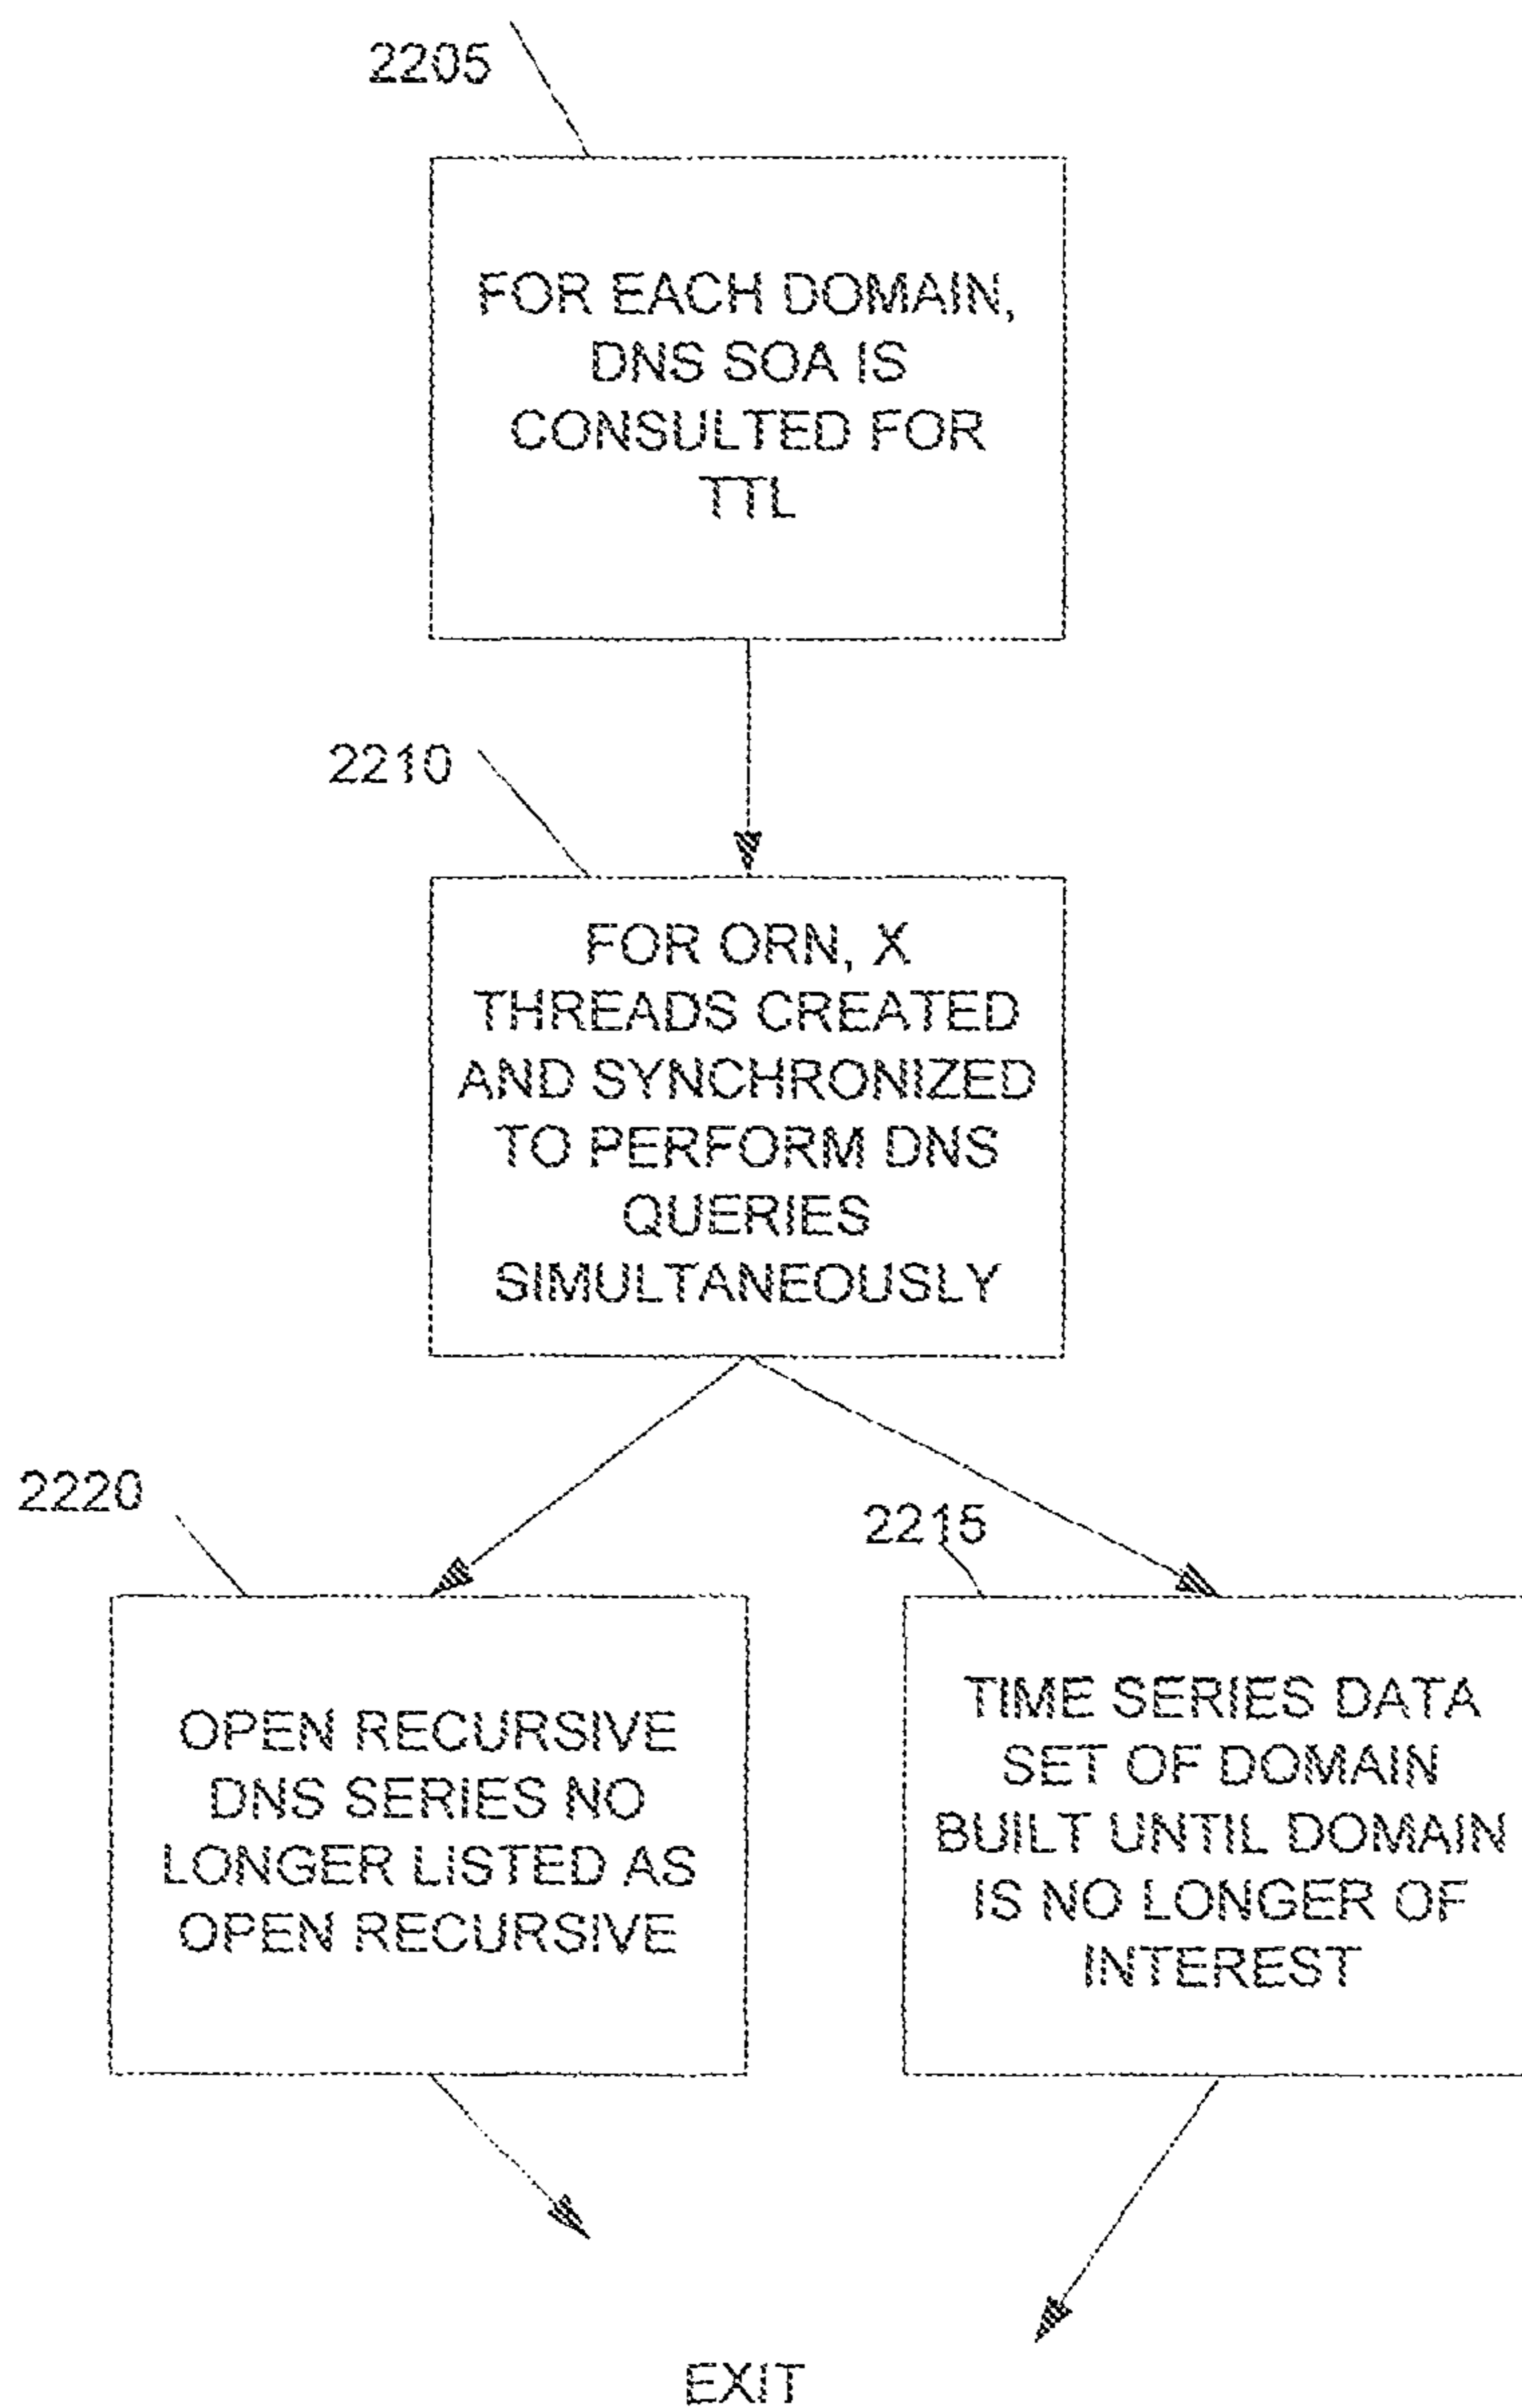 2205
FOR EACH DOMAIN,
DNS SOA IS
CONSULTED FOR
TTL
2210
FOR ORN, X
THREADS CREATED
AND SYNCHRONIZED
TO PERFORM DNS
QUERIES
SIMULTANEOUSLY
2220
OPEN RECURSIVE
DNS SERIES NO
LONGER LISTED AS
OPEN RECURSIVE
2215
TIME SERIES DATA
SET OF DOMAIN
BUILT UNTIL DOMAIN
IS NO LONGER OF
INTEREST
EXIT